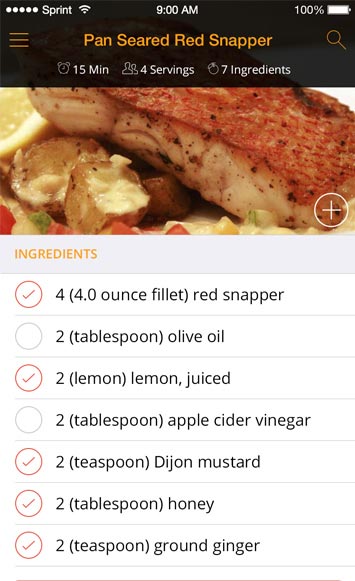 Sprint 9:00 AM 100%
Pan Seared Red Snapper
15 Min 4 Servings 7 Ingredients
INGREDIENTS
4 (4.0 ounce fillet) red snapper
2 (tablespoon) olive oil
2 (lemon) lemon, juiced
2 (tablespoon) apple cider vinegar
2 (teaspoon) Dijon mustard
2 (tablespoon) honey
2 (teaspoon) ground ginger